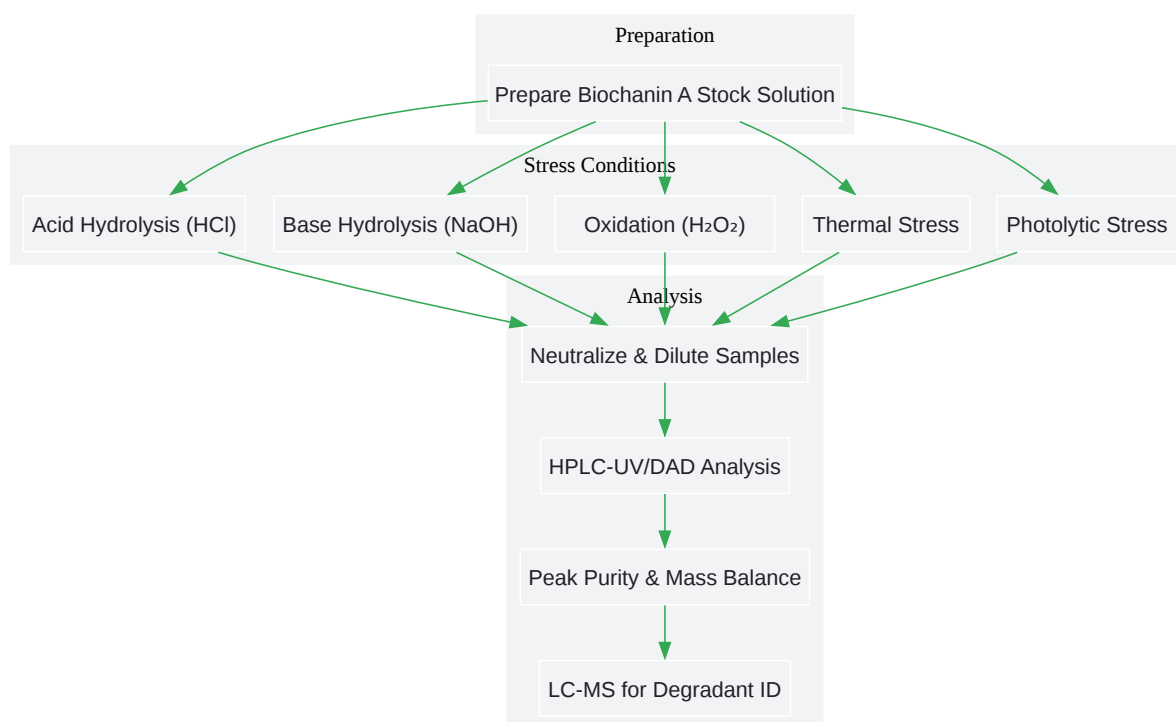 Preparation
Prepare Biochanin A Stock Solution
Stress Conditions
Acid Hydrolysis (HCl)
Base Hydrolysis (NaOH)
Oxidation (H₂O₂)
Thermal Stress
Photolytic Stress
Analysis
Neutralize & Dilute Samples
HPLC-UV/DAD Analysis
Peak Purity & Mass Balance
LC-MS for Degradant ID